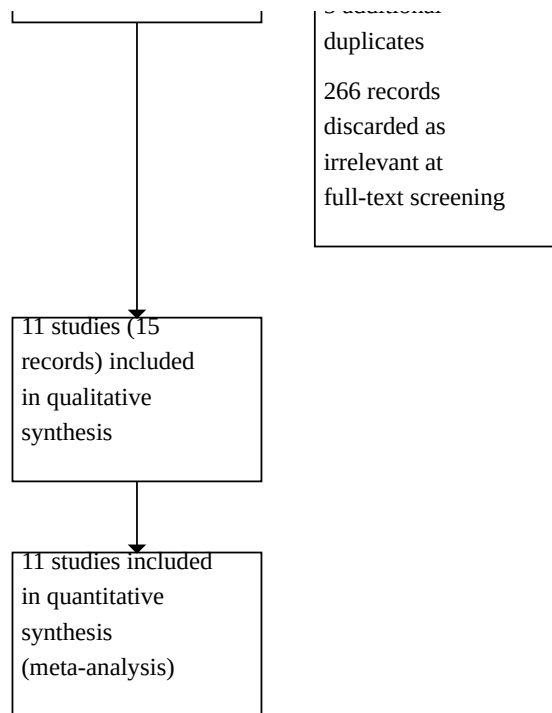 additional
duplicates
266 records
discarded as
irrelevant at
full-text screening
11 studies (15
records) included
in qualitative
synthesis
11 studies included
in quantitative
synthesis
(meta-analysis)